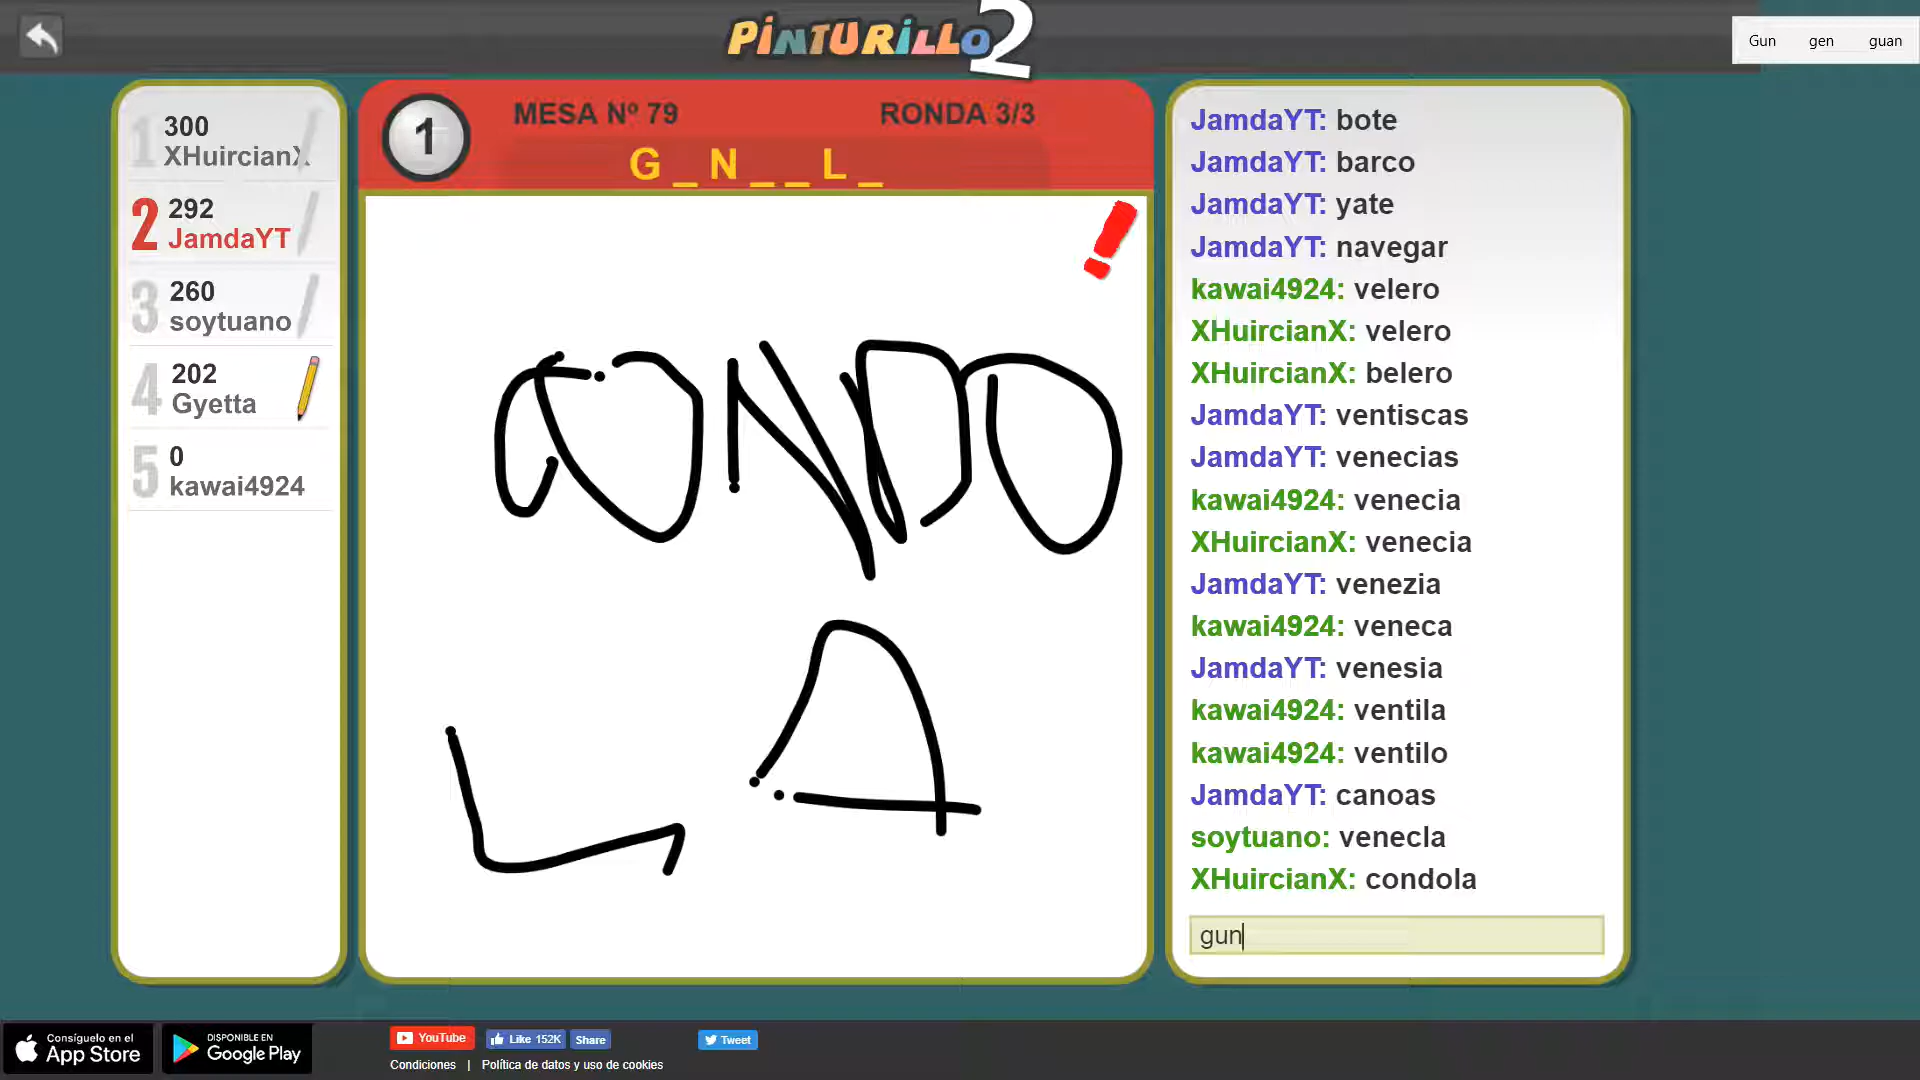 PiNTURiLLO 2
Gun gen guan
1 300
XHuircianX
2 292
JamdaYT
3 260
soytuano
4 202
Gyetta
5 0
kawai4924
1
MESA Nº 79 RONDA 3/3
G _ N _ _ L _
!
GONDO
LA
JamdaYT: bote
JamdaYT: barco
JamdaYT: yate
JamdaYT: navegar
kawai4924: velero
XHuircianX: velero
XHuircianX: belero
JamdaYT: ventiscas
JamdaYT: venecias
kawai4924: venecia
XHuircianX: venecia
JamdaYT: venezia
kawai4924: veneca
JamdaYT: venesia
kawai4924: ventila
kawai4924: ventilo
JamdaYT: canoas
soytuano: venecla
XHuircianX: condola
gun
Consíguelo en el
App Store
DISPONIBLE EN
Google Play
YouTube Like 152K Share Tweet
Condiciones | Política de datos y uso de cookies